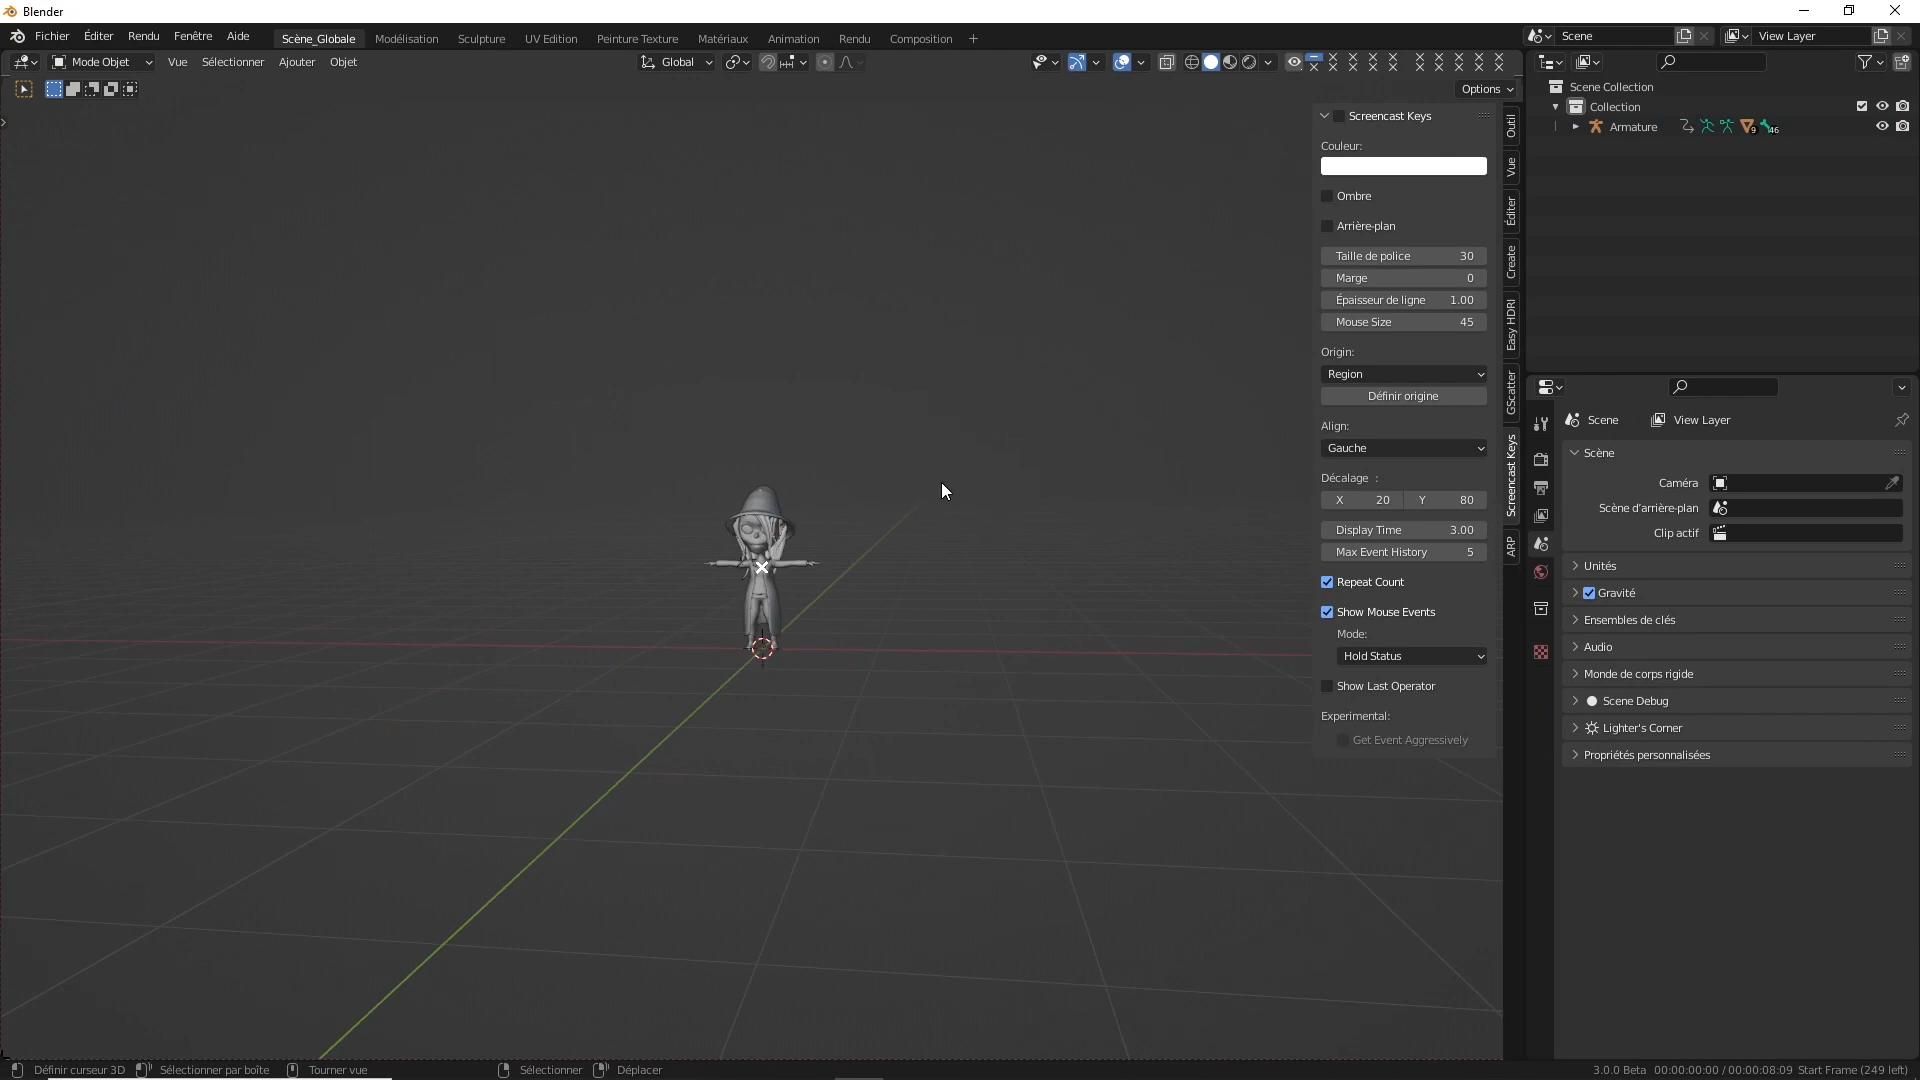 Blender
Fichier Éditer Rendu Fenêtre Aide Scène_Globale Modélisation Sculpture UV Edition Peinture Texture Matériaux Animation Rendu Composition + Scene View Layer
Mode Objet Vue Sélectionner Ajouter Objet Global
Options
Scene Collection
Collection
Armature 9 46
Screencast Keys
Couleur:
Ombre
Arrière-plan
Taille de police 30
Marge 0
Épaisseur de ligne 1.00
Mouse Size 45
Origin:
Region
Définir origine
Align:
Gauche
Décalage :
X 20 Y 80
Display Time 3.00
Max Event History 5
Repeat Count
Show Mouse Events
Mode:
Hold Status
Show Last Operator
Experimental:
Get Event Aggressively
Outil
Vue
Éditer
Create
Easy HDRI
GScatter
Screencast Keys
ARP
Scene View Layer
Scène
Caméra
Scène d'arrière-plan
Clip actif
Unités
Gravité
Ensembles de clés
Audio
Monde de corps rigide
Scene Debug
Lighter's Corner
Propriétés personnalisées
Définir curseur 3D Sélectionner par boîte Tourner vue Sélectionner Déplacer 3.0.0 Beta 00:00:00:00 / 00:00:08:09 Start Frame (249 left)